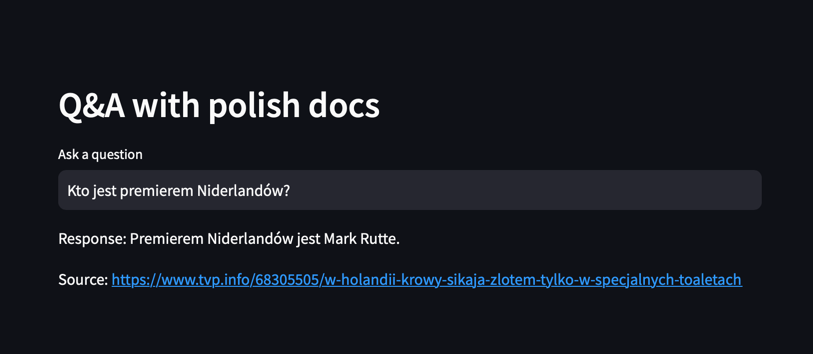 Q&A with polish docs
Ask a question
Kto jest premierem Niderlandów?
Response: Premierem Niderlandów jest Mark Rutte.
Source: https://www.tvp.info/68305505/w-holandii-krowy-sikaja-zlotem-tylko-w-specjalnych-toaletach